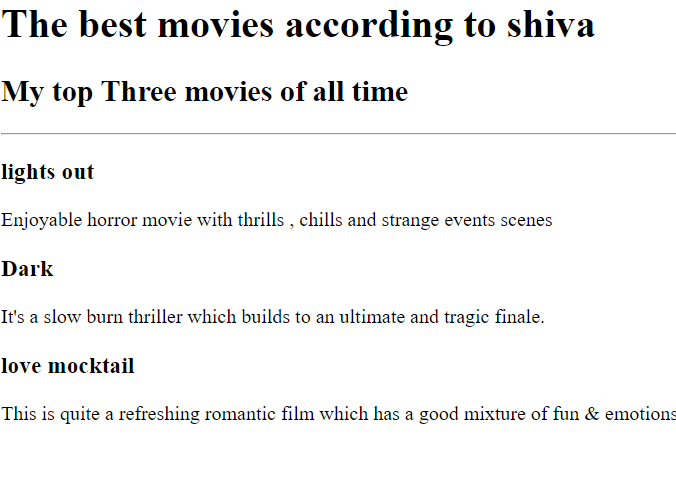 The best movies according to shiva
My top Three movies of all time
lights out
Enjoyable horror movie with thrills , chills and strange events scenes
Dark
It's a slow burn thriller which builds to an ultimate and tragic finale.
love mocktail
This is quite a refreshing romantic film which has a good mixture of fun & emotions